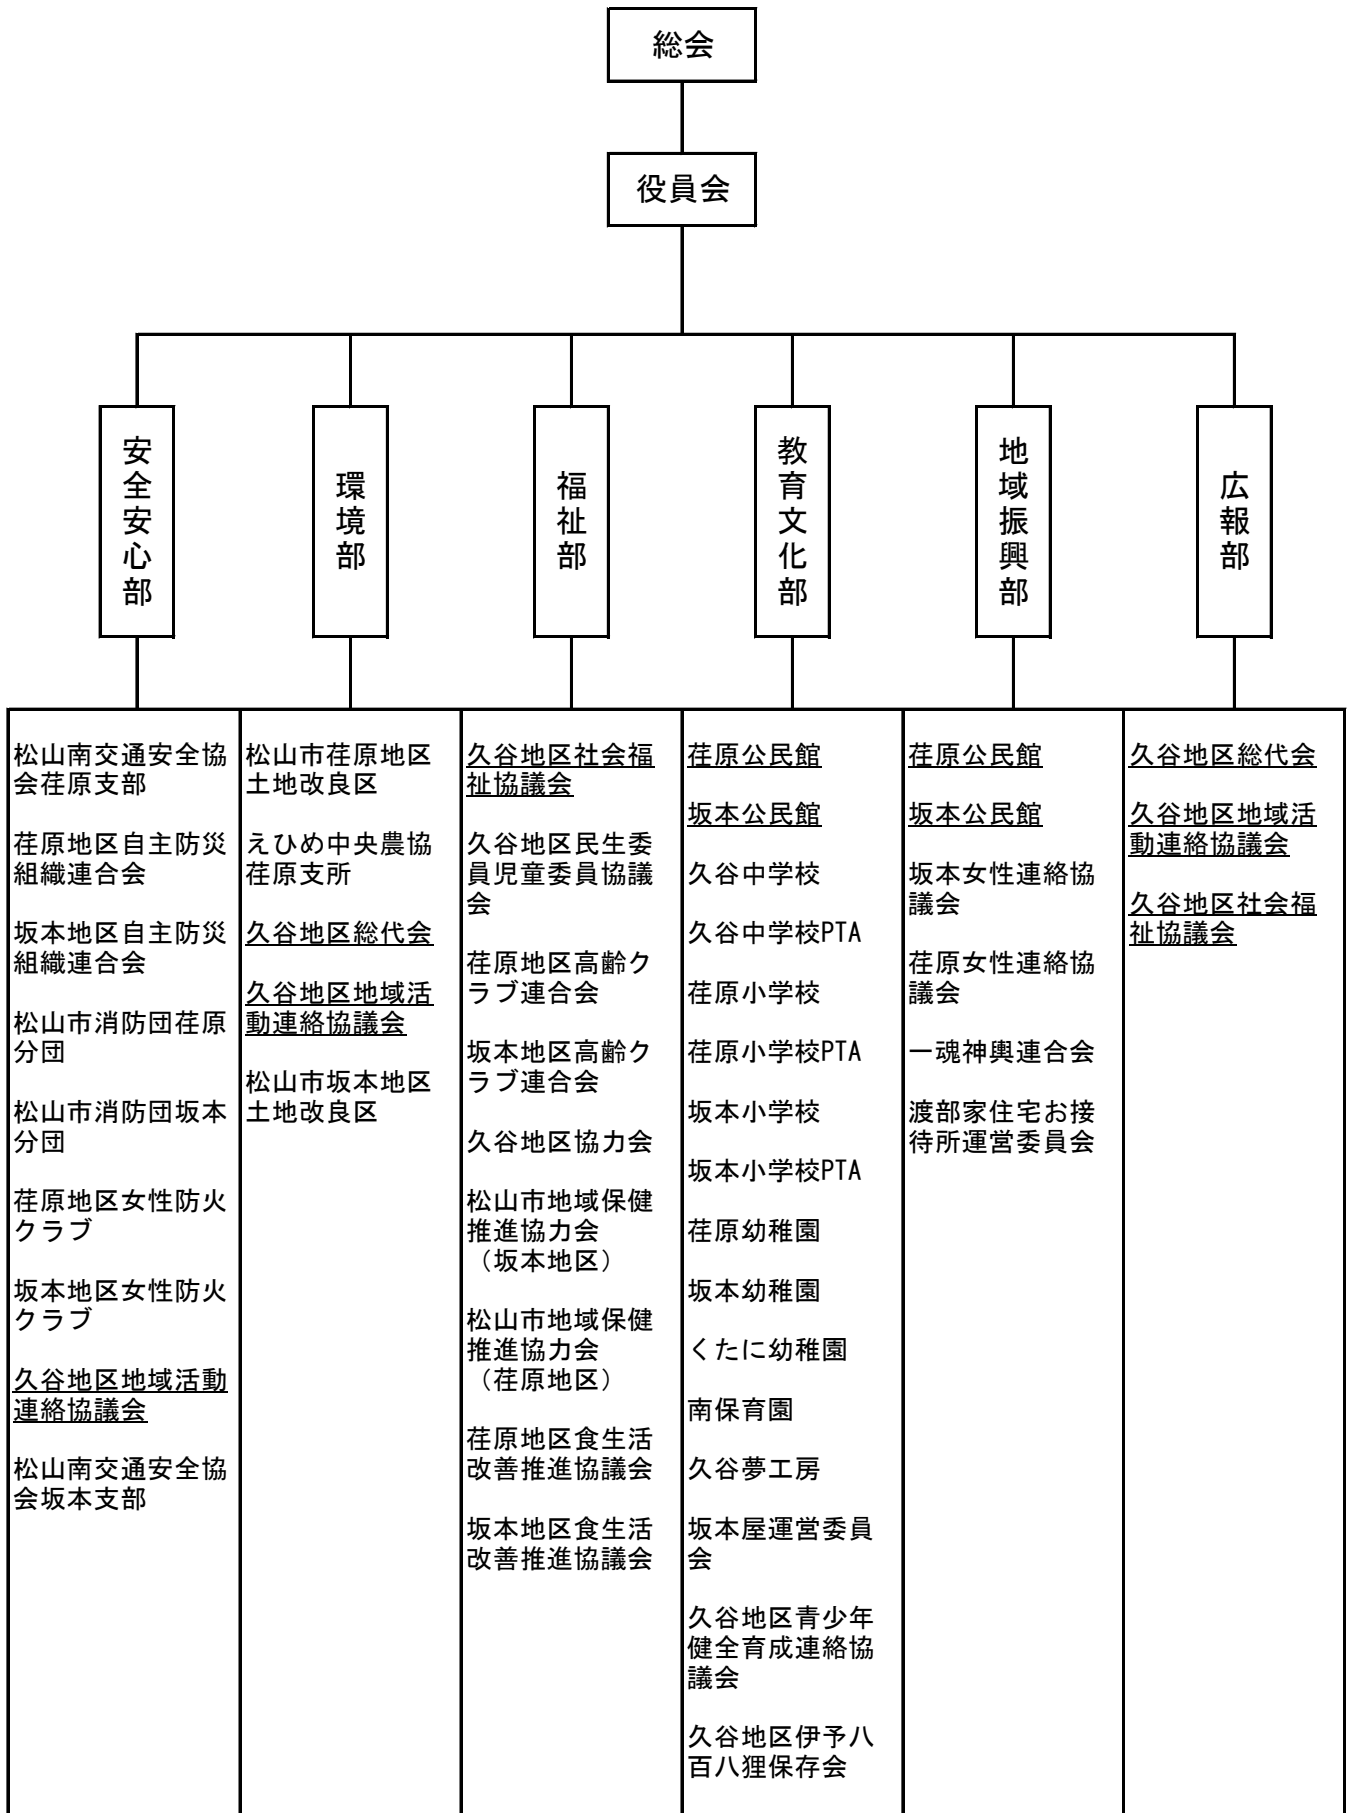 総会
役員会
安全安心部
環境部
福祉部
教育文化部
地域振興部
広報部
松山南交通安全協
会荏原支部
荏原地区自主防災
組織連合会
坂本地区自主防災
組織連合会
松山市消防団荏原
分団
松山市消防団坂本
分団
荏原地区女性防火
クラブ
坂本地区女性防火
クラブ
久谷地区地域活動
連絡協議会
松山南交通安全協
会坂本支部
松山市荏原地区
土地改良区
えひめ中央農協
荏原支所
久谷地区総代会
久谷地区地域活
動連絡協議会
松山市坂本地区
土地改良区
久谷地区社会福
祉協議会
久谷地区民生委
員児童委員協議
会
荏原地区高齢ク
ラブ連合会
坂本地区高齢ク
ラブ連合会
久谷地区協力会
松山市地域保健
推進協力会
（坂本地区）
松山市地域保健
推進協力会
（荏原地区）
荏原地区食生活
改善推進協議会
坂本地区食生活
改善推進協議会
荏原公民館
坂本公民館
久谷中学校
久谷中学校PTA
荏原小学校
荏原小学校PTA
坂本小学校
坂本小学校PTA
荏原幼稚園
坂本幼稚園
くたに幼稚園
南保育園
久谷夢工房
坂本屋運営委員
会
久谷地区青少年
健全育成連絡協
議会
久谷地区伊予八
百八狸保存会
荏原公民館
坂本公民館
坂本女性連絡協
議会
荏原女性連絡協
議会
一魂神輿連合会
渡部家住宅お接
待所運営委員会
久谷地区総代会
久谷地区地域活
動連絡協議会
久谷地区社会福
祉協議会